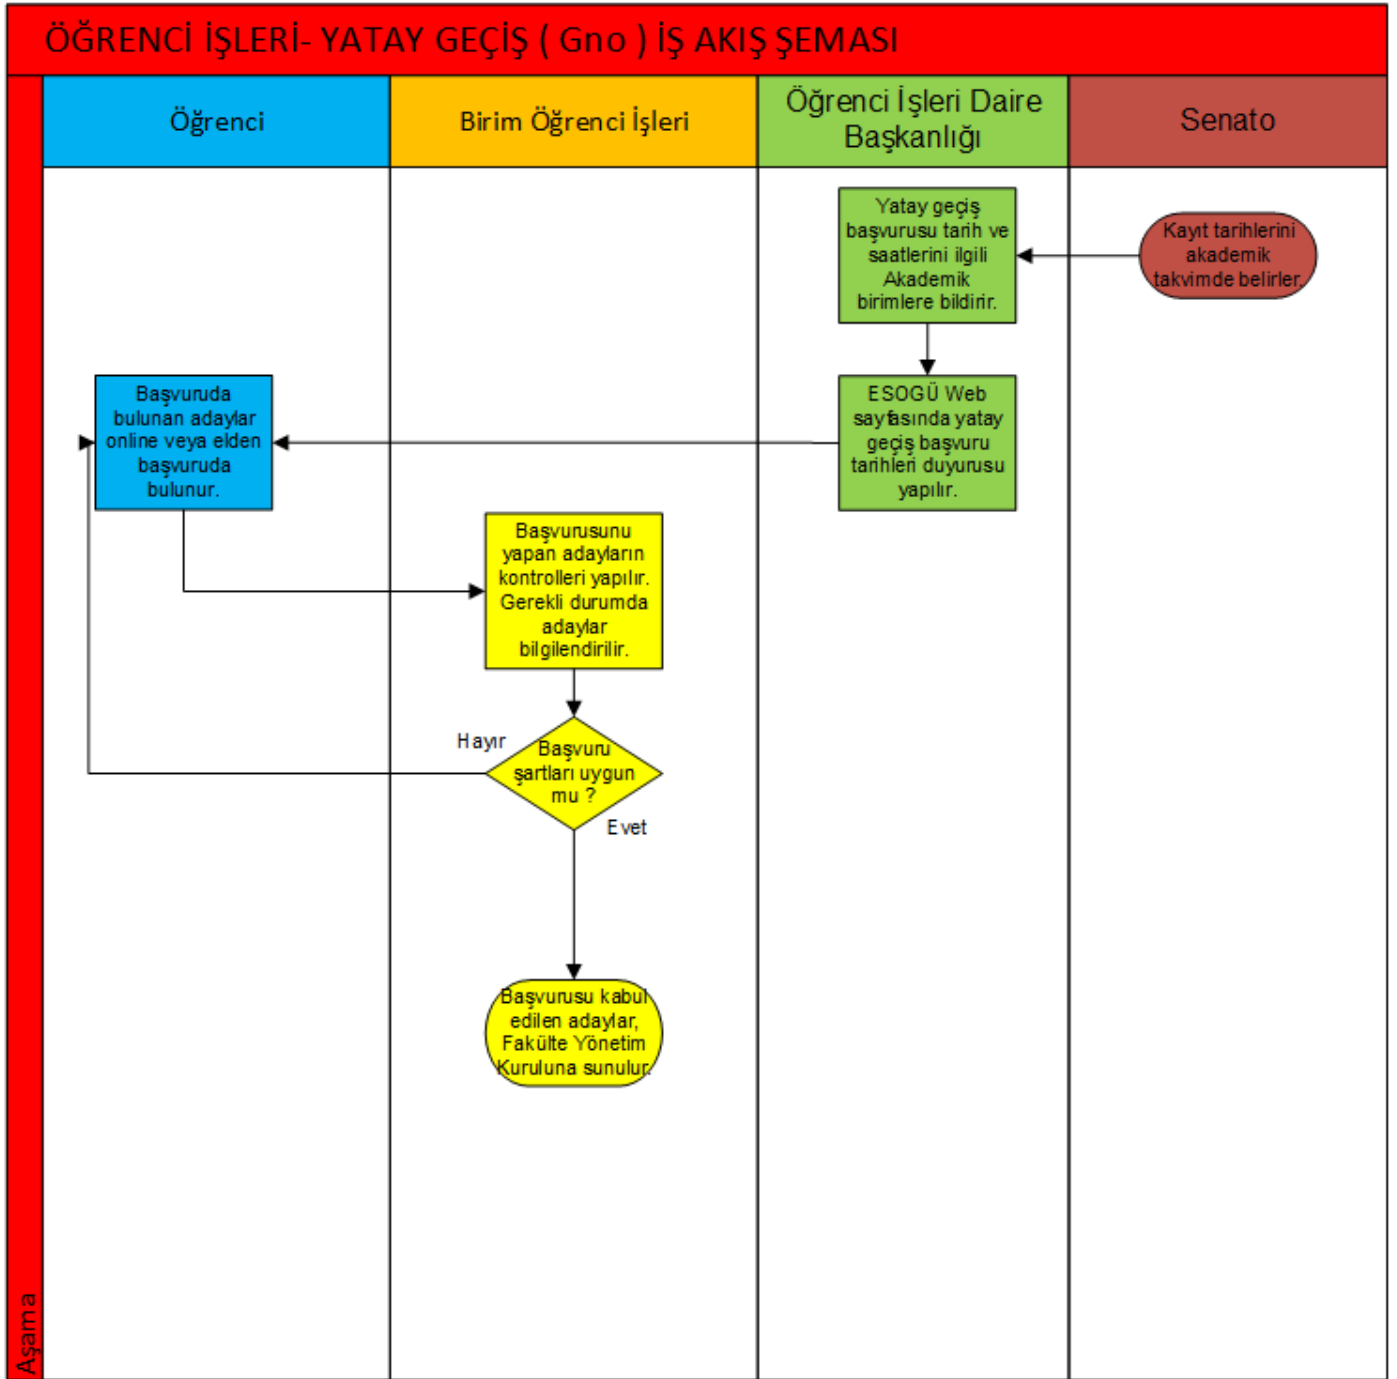 ÖĞRENCİ İŞLERİ- YATAY GEÇİŞ ( Gno ) İŞ AKIŞ ŞEMASI
Öğrenci
Birim Öğrenci İşleri
Öğrenci İşleri Daire
Başkanlığı
Senato
Kayıt tarihlerini
akademik
takvimde belirler.
Yatay geçiş
başvurusu tarih ve
saatlerini ilgili
Akademik
birimlere bildirir.
ESOGÜ Web
sayfasında yatay
geçiş başvuru
tarihleri duyurusu
yapılır.
Başvuruda
bulunan adaylar
online veya elden
başvuruda
bulunur.
Başvurusunu
yapan adayların
kontrolleri yapılır.
Gerekli durumda
adaylar
bilgilendirilir.
Hayır
Başvuru
şartları uygun
mu ?
Evet
Başvurusu kabul
edilen adaylar,
Fakülte Yönetim
Kuruluna sunulur.
Aşama